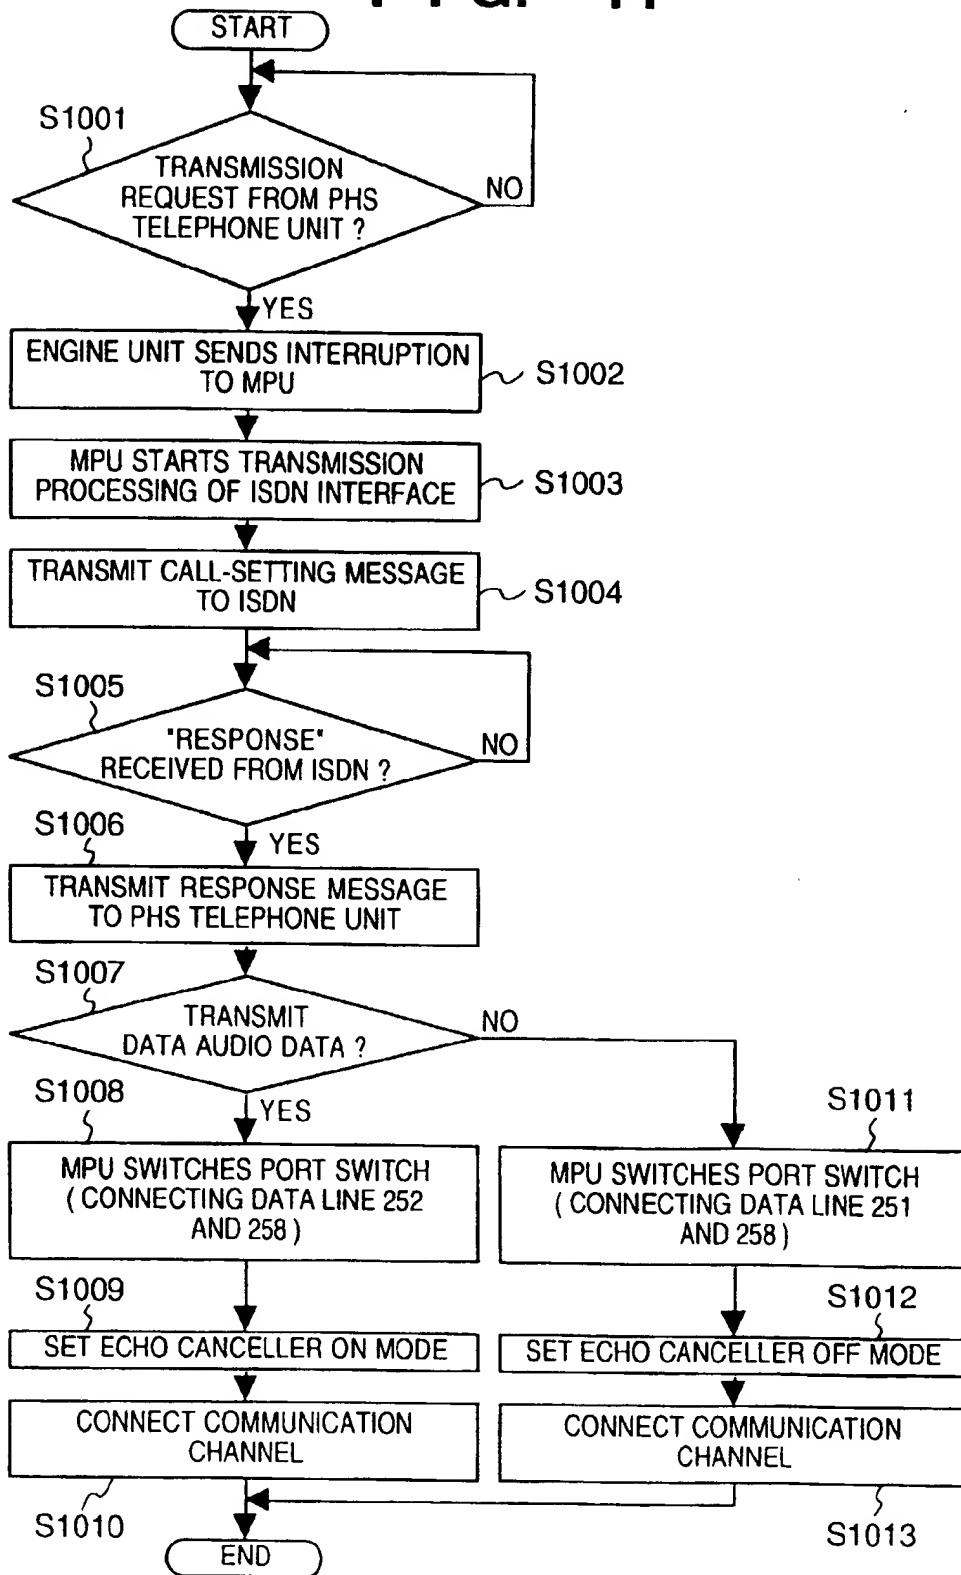 START
S1001
TRANSMISSION
REQUEST FROM PHS
TELEPHONE UNIT ?
NO
YES
ENGINE UNIT SENDS INTERRUPTION
TO MPU
S1002
MPU STARTS TRANSMISSION
PROCESSING OF ISDN INTERFACE
S1003
TRANSMIT CALL-SETTING MESSAGE
TO ISDN
S1004
S1005
"RESPONSE"
RECEIVED FROM ISDN ?
NO
S1006
YES
TRANSMIT RESPONSE MESSAGE
TO PHS TELEPHONE UNIT
S1007
TRANSMIT
DATA AUDIO DATA ?
NO
S1008
YES
S1011
MPU SWITCHES PORT SWITCH
( CONNECTING DATA LINE 252
AND 258 )
MPU SWITCHES PORT SWITCH
( CONNECTING DATA LINE 251
AND 258 )
S1009
S1012
SET ECHO CANCELLER ON MODE
SET ECHO CANCELLER OFF MODE
CONNECT COMMUNICATION
CHANNEL
CONNECT COMMUNICATION
CHANNEL
S1010
S1013
END